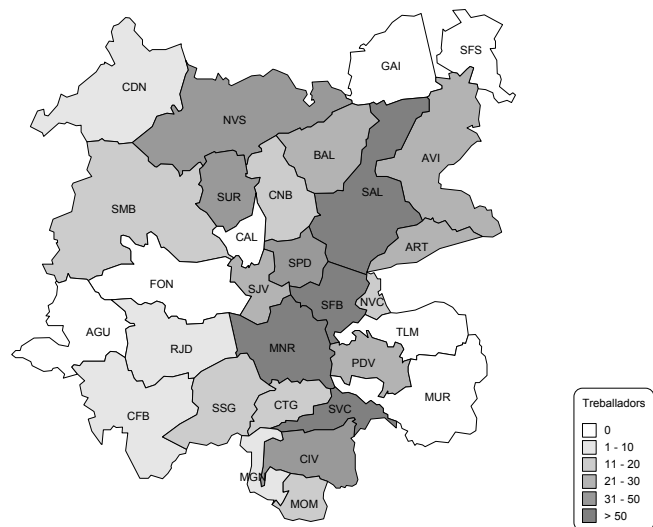 SFS
GAI
CDN
NVS
BAL
AVI
SUR
CNB
SAL
SMB
CAL
ART
SPD
FON
SJV
SFB
NVC
AGU
TLM
RJD
MNR
PDV
MUR
CFB
SSG
CTG
SVC
CIV
MGN
MOM
Treballadors
0
1 - 10
11 - 20
21 - 30
31 - 50
> 50